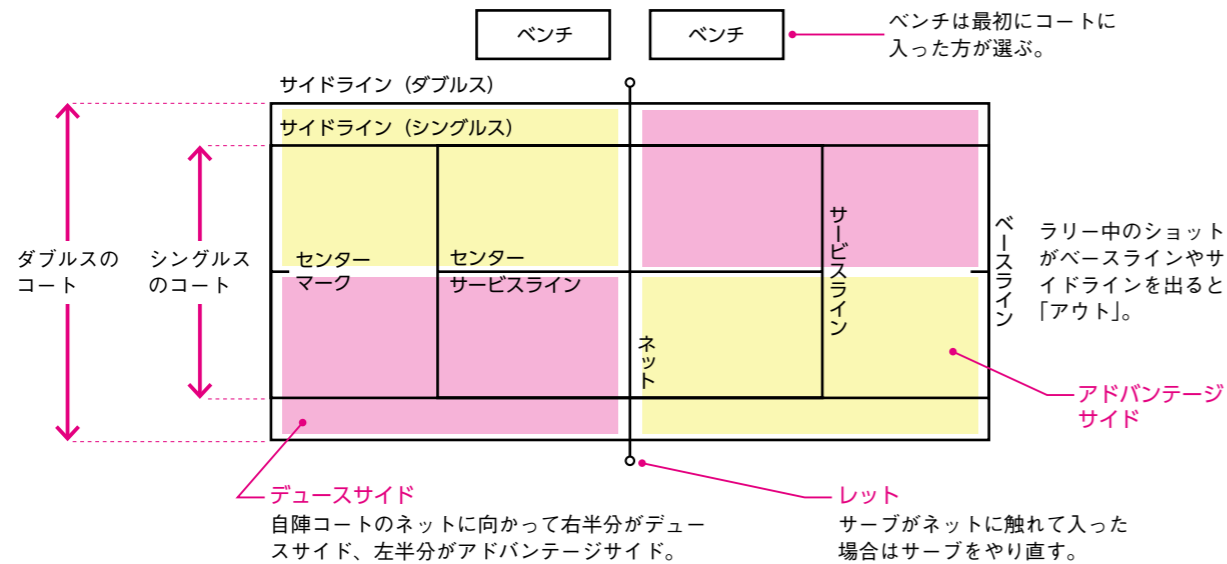 ベンチ
ベンチ
ベンチは最初にコートに
入った方が選ぶ。
サイドライン（ダブルス）
サイドライン（シングルス）
ダブルスの
コート
シングルス
のコート
センター
マーク
センター
サービスライン
ネット
サービスライン
ベースライン
ラリー中のショット
がベースラインやサ
イドラインを出ると
「アウト」。
アドバンテージ
サイド
デュースサイド
自陣コートのネットに向かって右半分がデュー
スサイド、左半分がアドバンテージサイド。
レット
サーブがネットに触れて入った
場合はサーブをやり直す。